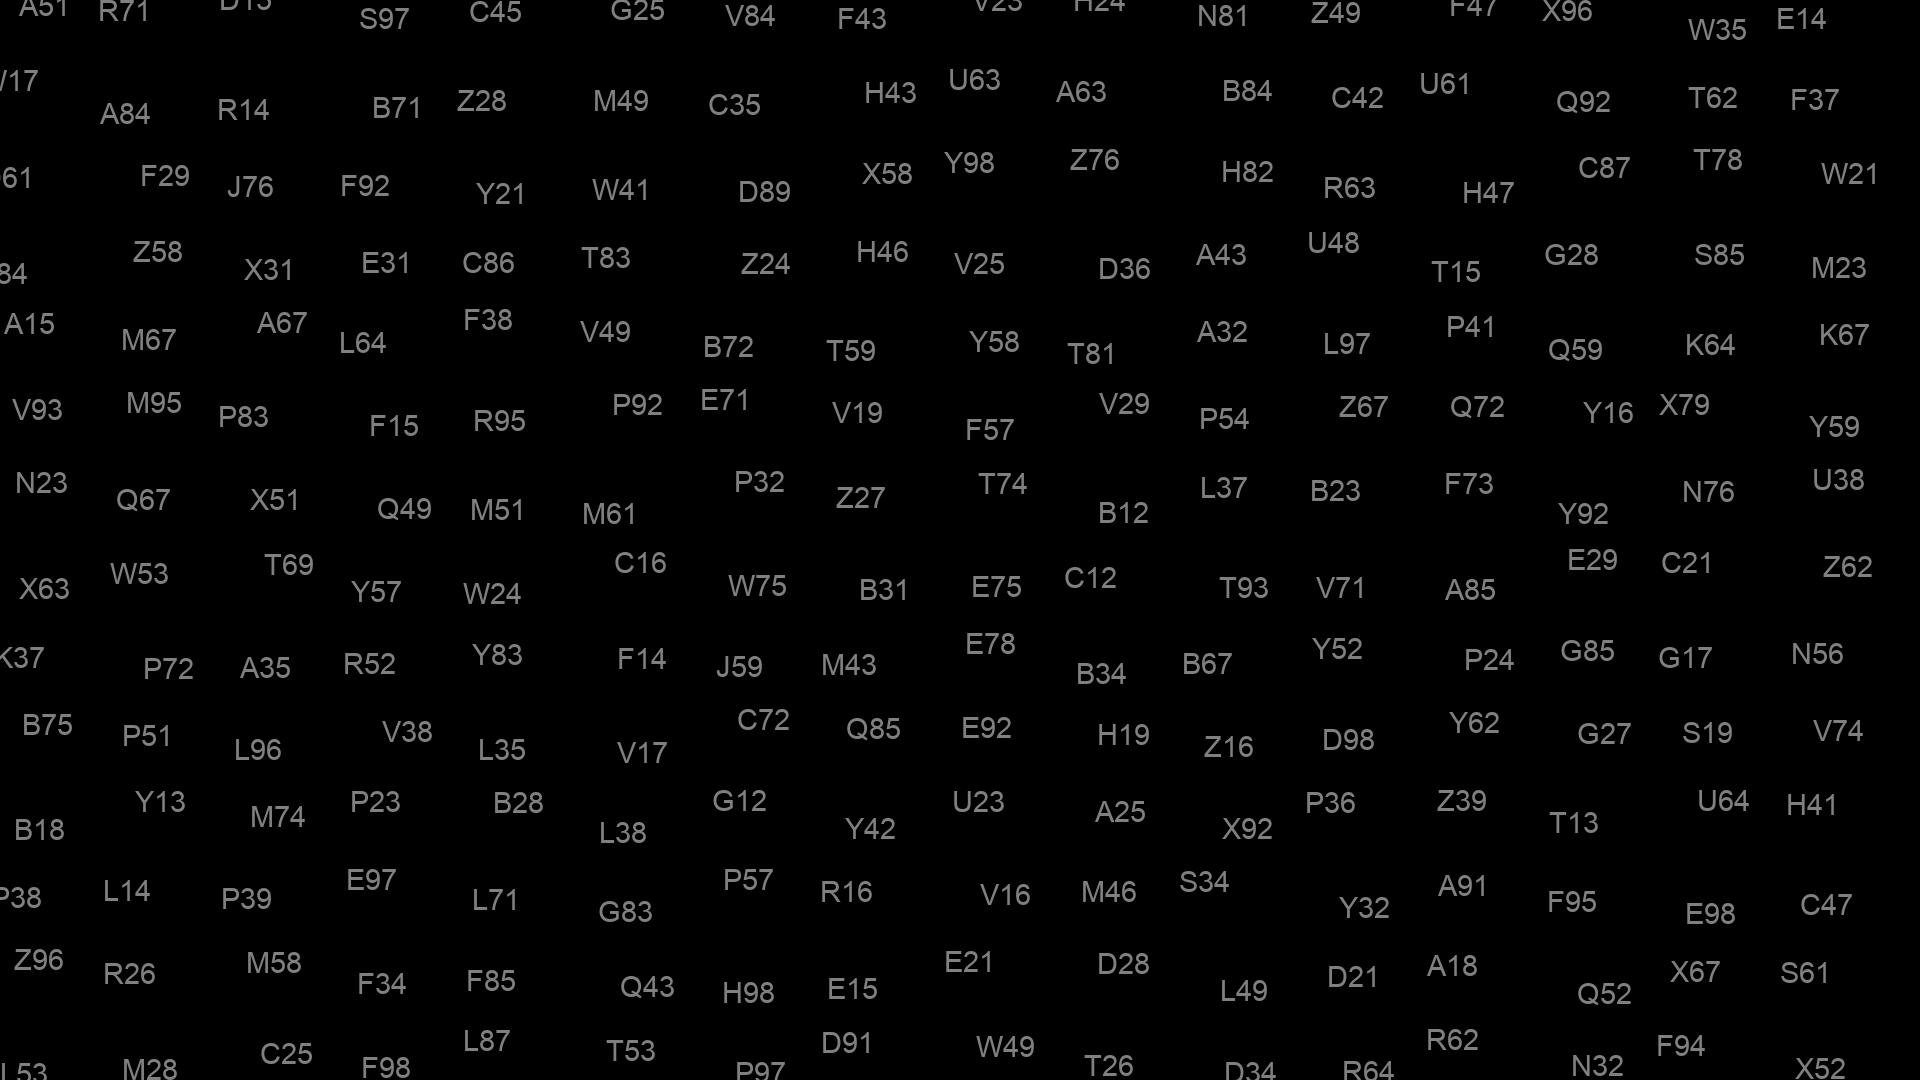 A51 R71 D15 S97 C45 G25 V84 F43 V23 H24 N81 Z49 F47 X96 W35 E14
W17 A84 R14 B71 Z28 M49 C35 H43 U63 A63 B84 C42 U61 Q92 T62 F37
61 F29 J76 F92 Y21 W41 D89 X58 Y98 Z76 H82 R63 H47 C87 T78 W21
84 Z58 X31 E31 C86 T83 Z24 H46 V25 D36 A43 U48 T15 G28 S85 M23
A15 M67 A67 L64 F38 V49 B72 T59 Y58 T81 A32 L97 P41 Q59 K64 K67
V93 M95 P83 F15 R95 P92 E71 V19 F57 V29 P54 Z67 Q72 Y16 X79 Y59
N23 Q67 X51 Q49 M51 M61 P32 Z27 T74 B12 L37 B23 F73 Y92 N76 U38
X63 W53 T69 Y57 W24 C16 W75 B31 E75 C12 T93 V71 A85 E29 C21 Z62
K37 P72 A35 R52 Y83 F14 J59 M43 E78 B34 B67 Y52 P24 G85 G17 N56
B75 P51 L96 V38 L35 V17 C72 Q85 E92 H19 Z16 D98 Y62 G27 S19 V74
B18 Y13 M74 P23 B28 L38 G12 Y42 U23 A25 X92 P36 Z39 T13 U64 H41
P38 L14 P39 E97 L71 G83 P57 R16 V16 M46 S34 Y32 A91 F95 E98 C47
Z96 R26 M58 F34 F85 Q43 H98 E15 E21 D28 L49 D21 A18 Q52 X67 S61
L53 M28 C25 F98 L87 T53 P97 D91 W49 T26 D34 R64 R62 N32 F94 X52